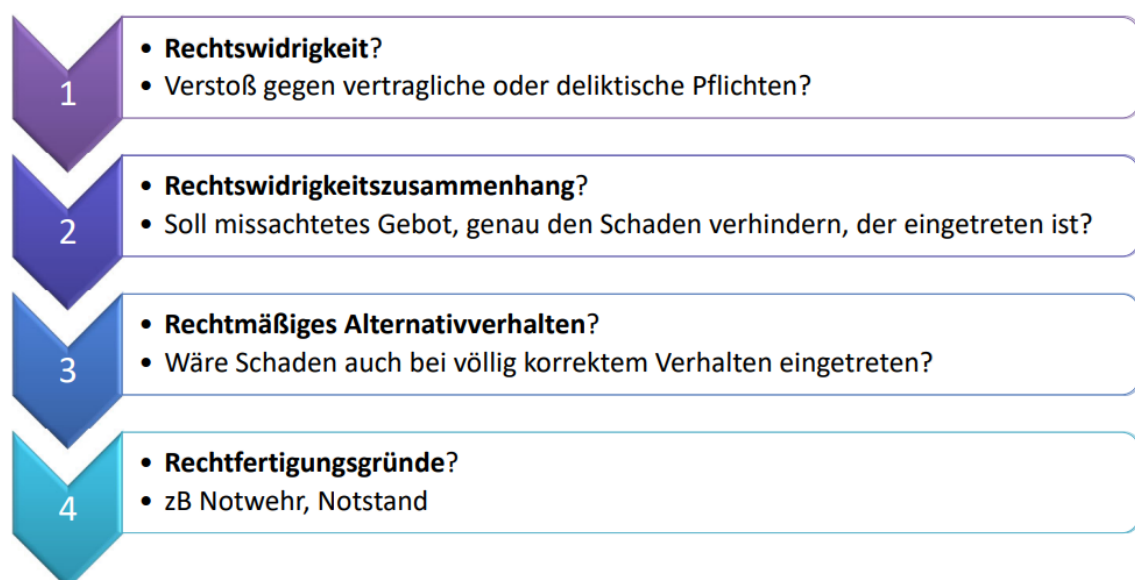 1
• Rechtswidrigkeit?
• Verstoß gegen vertragliche oder deliktische Pflichten?
2
• Rechtswidrigkeitszusammenhang?
• Soll missachtetes Gebot, genau den Schaden verhindern, der eingetreten ist?
3
• Rechtmäßiges Alternativverhalten?
• Wäre Schaden auch bei völlig korrektem Verhalten eingetreten?
4
• Rechtfertigungsgründe?
• zB Notwehr, Notstand